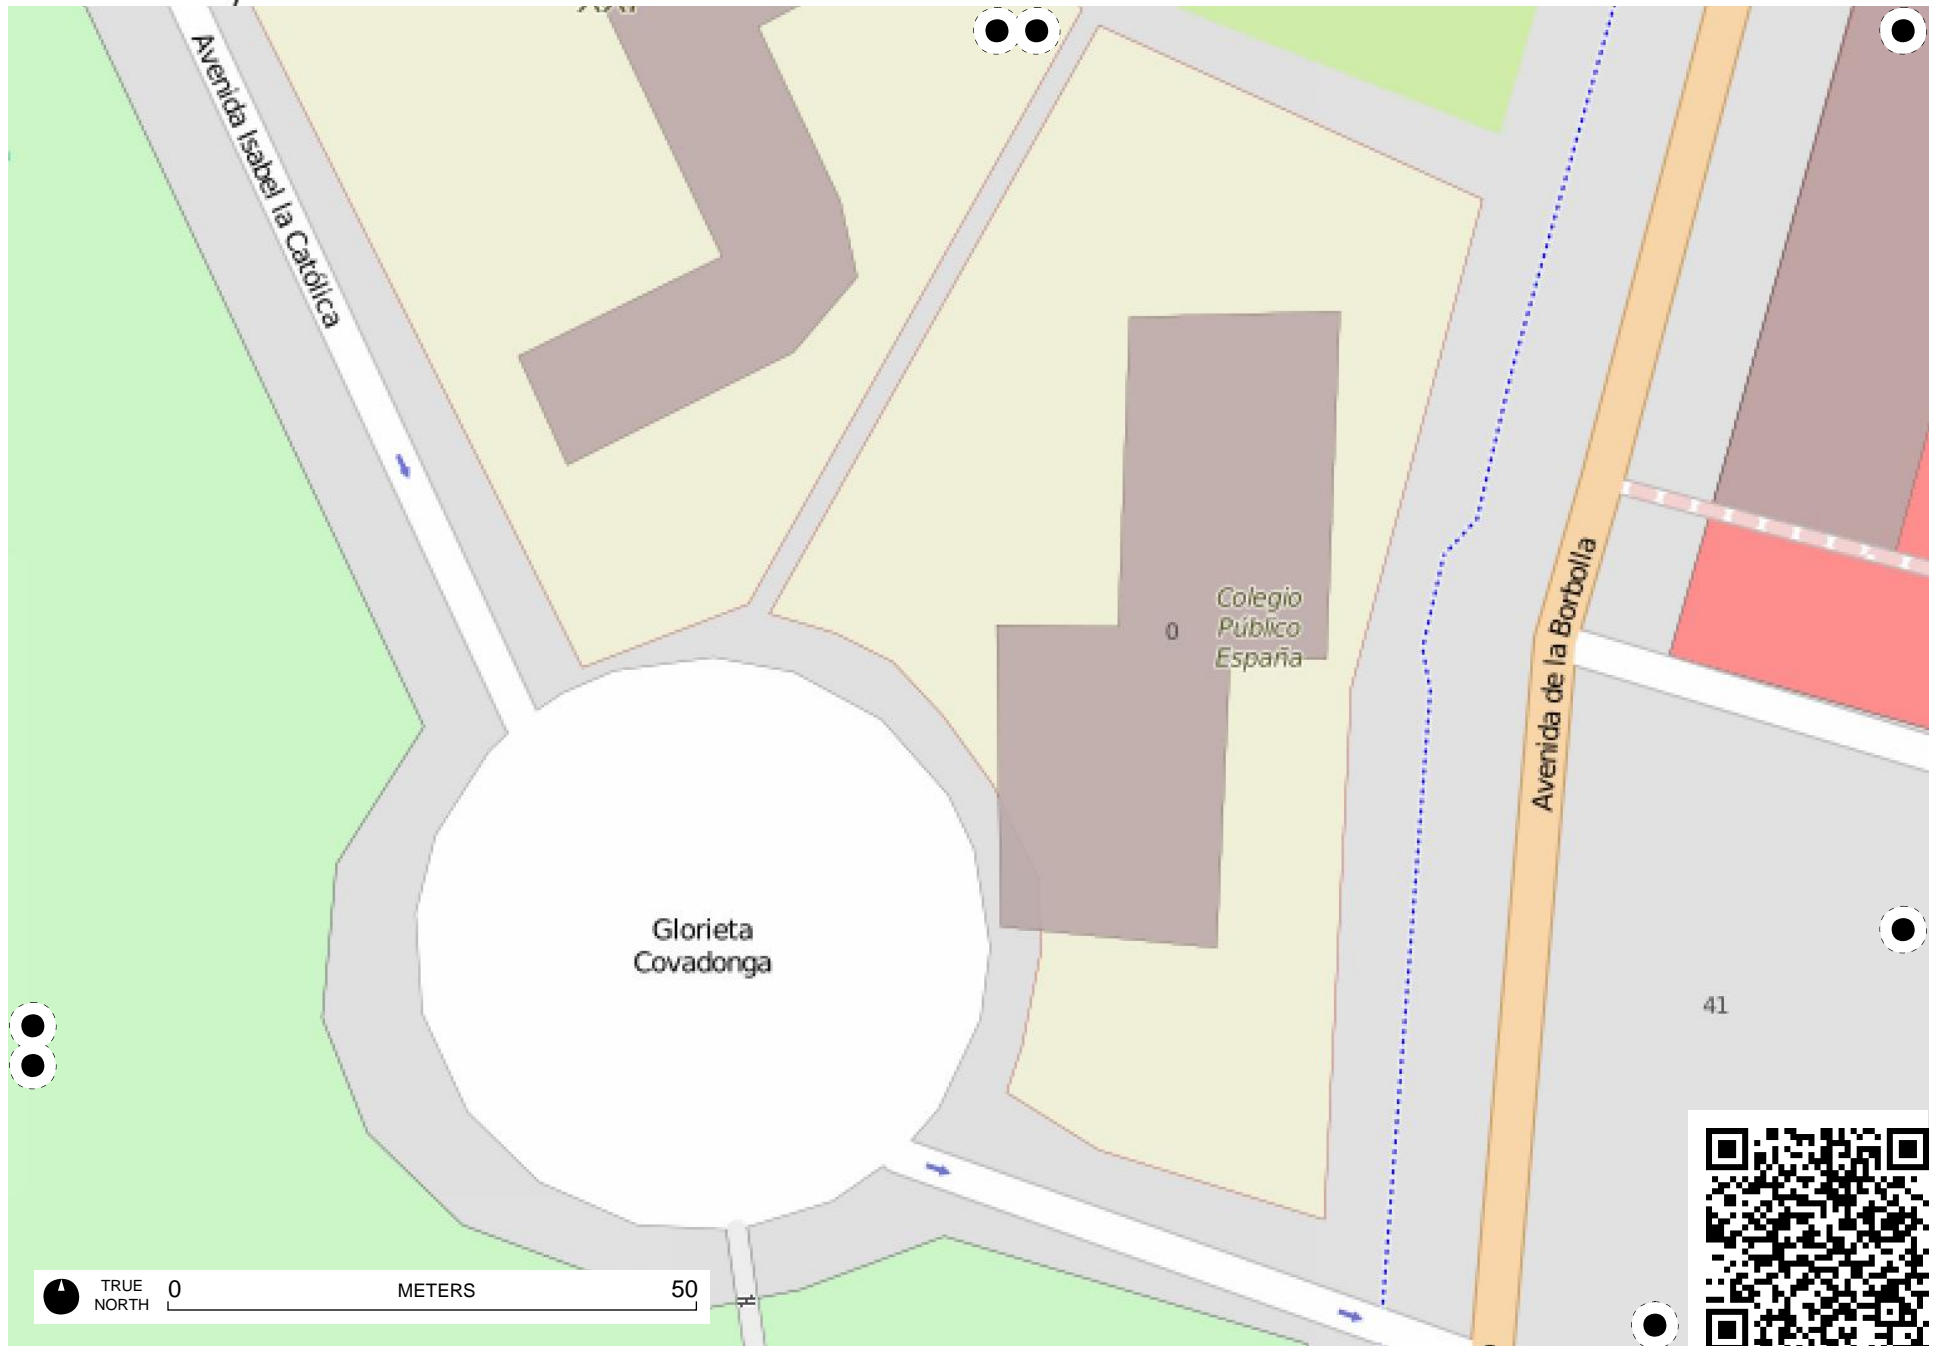 Avenida Isabel la Católica
Colegio
Público
España
0
Avenida de la Borbolla
Glorieta
Covadonga
41
TRUE
NORTH
0
METERS
50